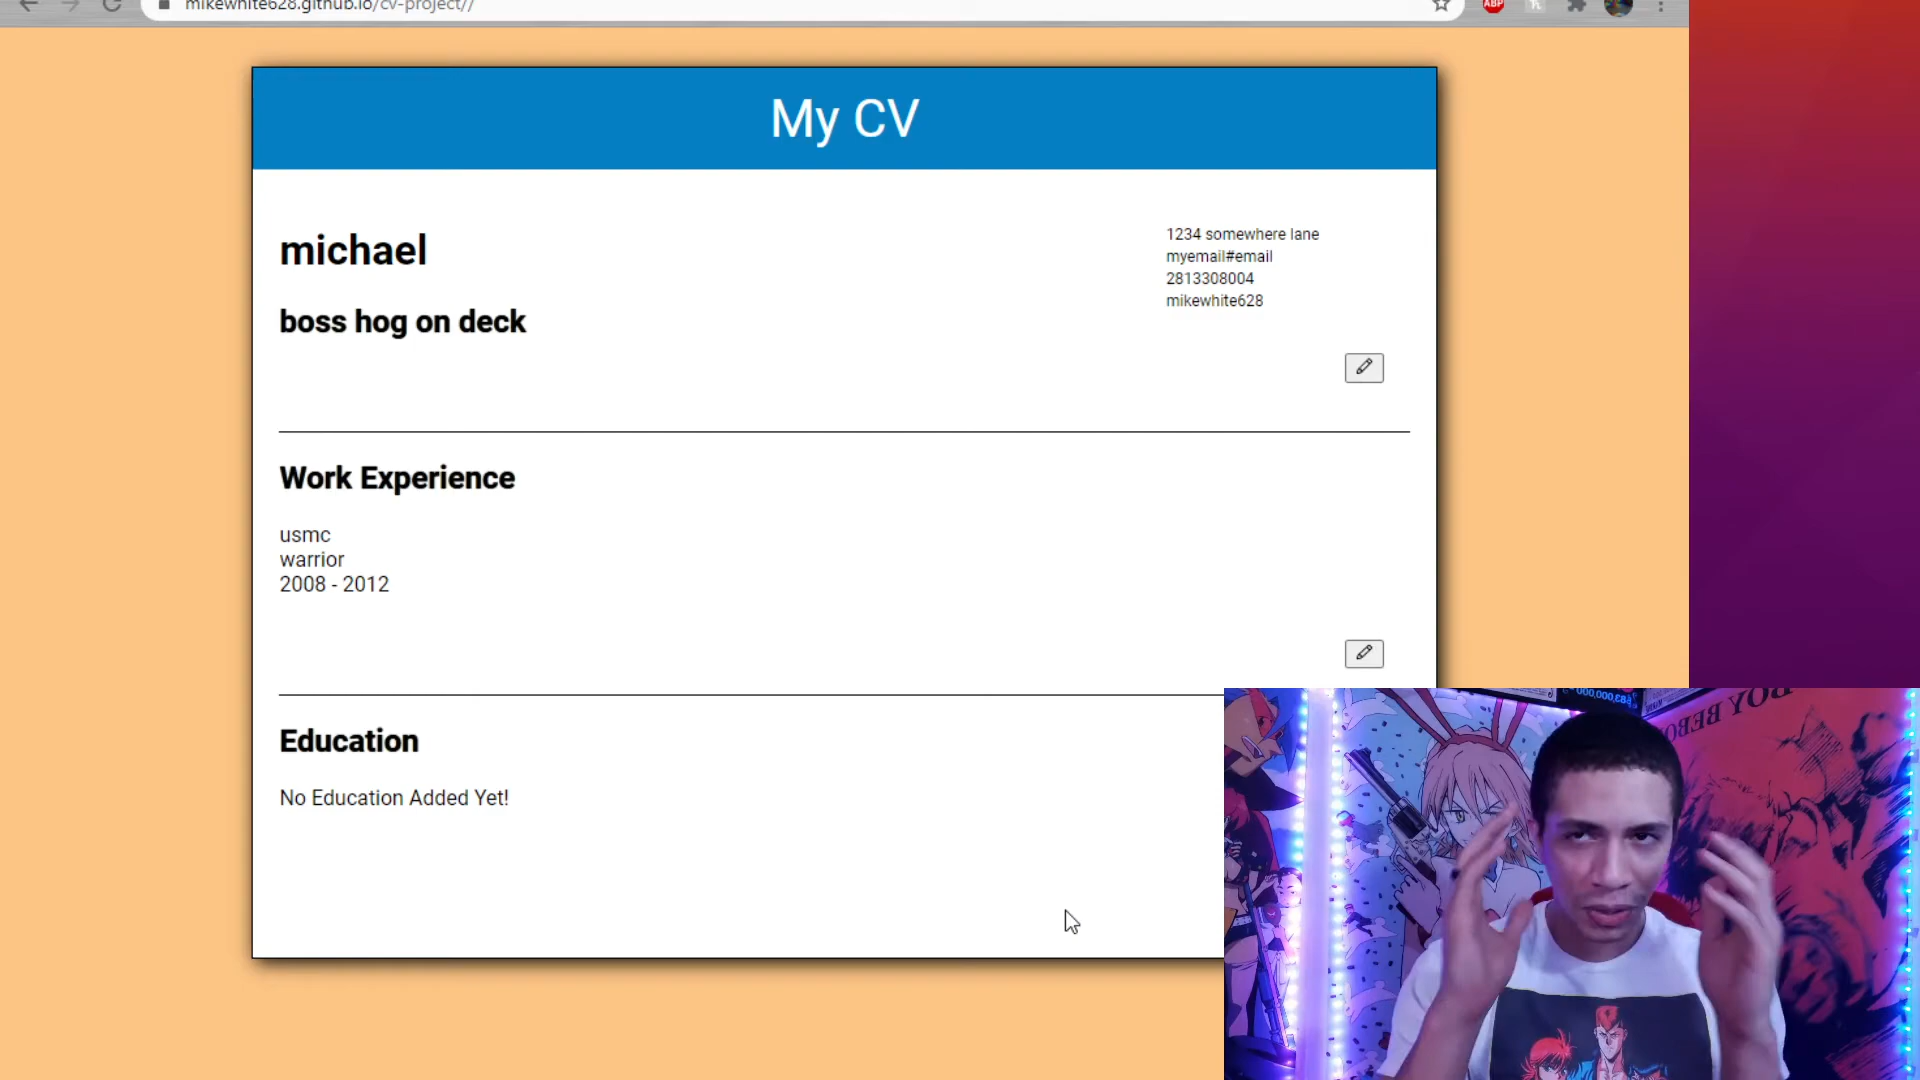 mikewhite628.github.io/cv-project//
ABP
My CV
michael
boss hog on deck
1234 somewhere lane
myemail#email
2813308004
mikewhite628
Work Experience
usmc
warrior
2008 - 2012
Education
No Education Added Yet!